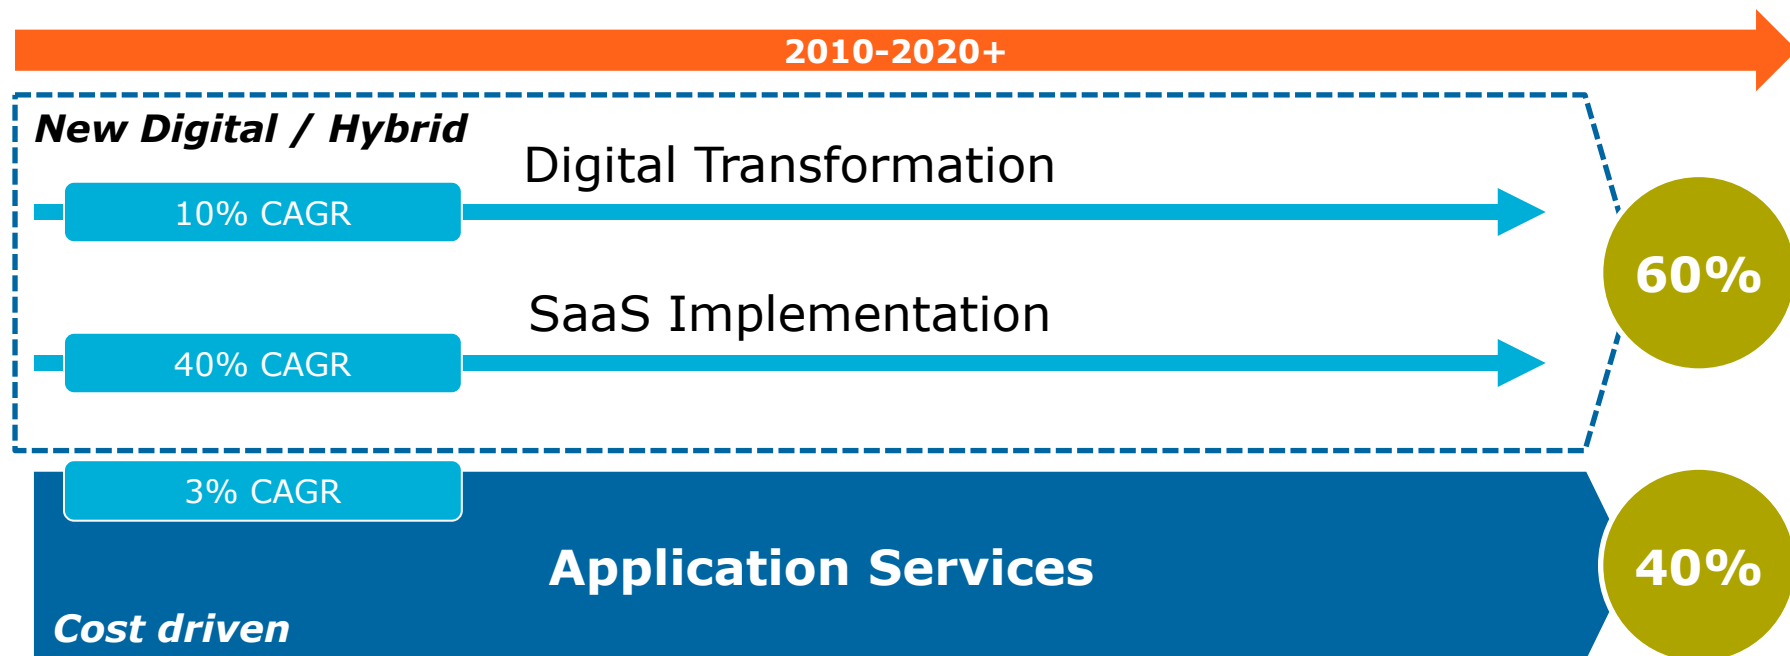 2010-2020+
New Digital / Hybrid
Digital Transformation
10% CAGR
60%
SaaS Implementation
40% CAGR
3% CAGR
Application Services
40%
Cost driven